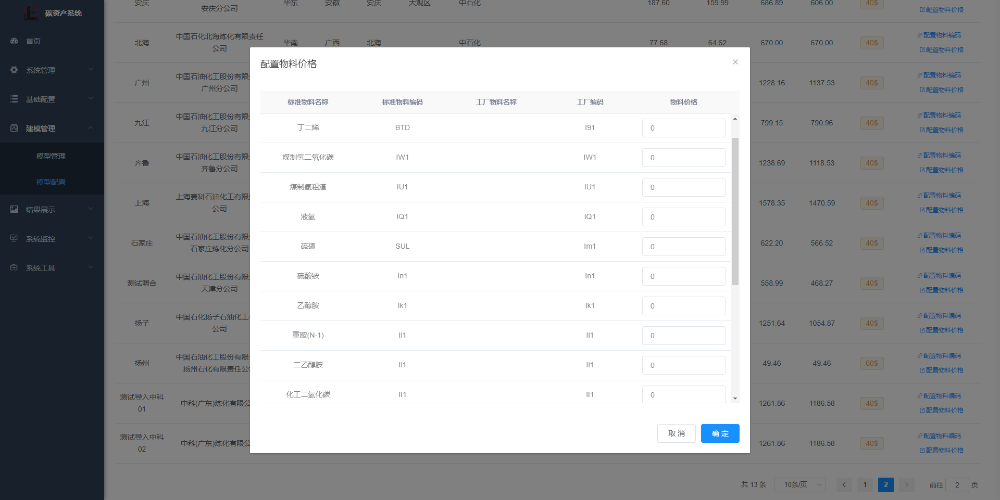 碳资产系统
首页
系统管理
基础配置
建模管理
模型管理
模型配置
结果展示
系统监控
系统工具
安庆
安庆分公司
华东
安徽
安庆
大观区
中石化
187.60
159.99
686.89
606.00
40$
配置物料价格
北海
中国石化北海炼化有限责任
公司
华南
广西
北海
中石化
77.68
64.62
670.00
670.00
40$
配置物料编码
配置物料价格
广州
中国石油化工股份有限
广州分公司
1228.16
1137.53
40$
配置物料编码
配置物料价格
九江
中国石油化工股份有限
九江分公司
799.15
790.96
40$
配置物料编码
配置物料价格
齐鲁
中国石油化工股份有限
齐鲁分公司
1238.69
1118.53
40$
配置物料编码
配置物料价格
上海
上海赛科石油化工有限
公司
1578.35
1470.59
40$
配置物料编码
配置物料价格
石家庄
中国石油化工股份有限
石家庄炼化分公司
622.20
566.52
40$
配置物料编码
配置物料价格
测试调合
中国石油化工股份有限
天津分公司
558.99
468.27
40$
配置物料编码
配置物料价格
扬子
中国石化扬子石油化工
公司
1251.64
1054.87
40$
配置物料编码
配置物料价格
扬州
中国石油化工股份有限
扬州石化有限责任公
49.46
49.46
60$
配置物料编码
配置物料价格
测试导入中科
01
中科(广东)炼化有限公
1261.86
1186.58
40$
配置物料编码
配置物料价格
测试导入中科
02
中科(广东)炼化有限公
1261.86
1186.58
40$
配置物料编码
配置物料价格
共 13 条
10条/页
1
2
前往 2 页
配置物料价格
标准物料名称 标准物料编码 工厂物料名称 工厂编码 物料价格
丁二烯 BTD I91 0
煤制氢二氧化碳 IW1 IW1 0
煤制氢粗渣 IU1 IU1 0
液氧 IQ1 IQ1 0
硫磺 SUL Im1 0
硫酸铵 In1 In1 0
乙醇胺 Ik1 Ik1 0
重胺(N-1) II1 II1 0
二乙醇胺 Ii1 Ii1 0
化工二氧化碳 II1 II1 0
取 消
确 定